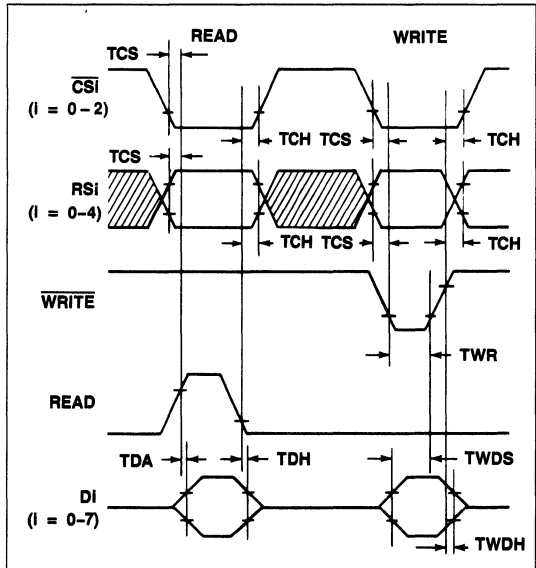 READ WRITE
TCS
CSi
(i = 0–2)
TCH TCS TCH
TCS
RSi
(i = 0–4)
TCH TCS TCH
WRITE
TWR
READ
TDA TDH TWDS
DI
(i = 0–7)
TWDH